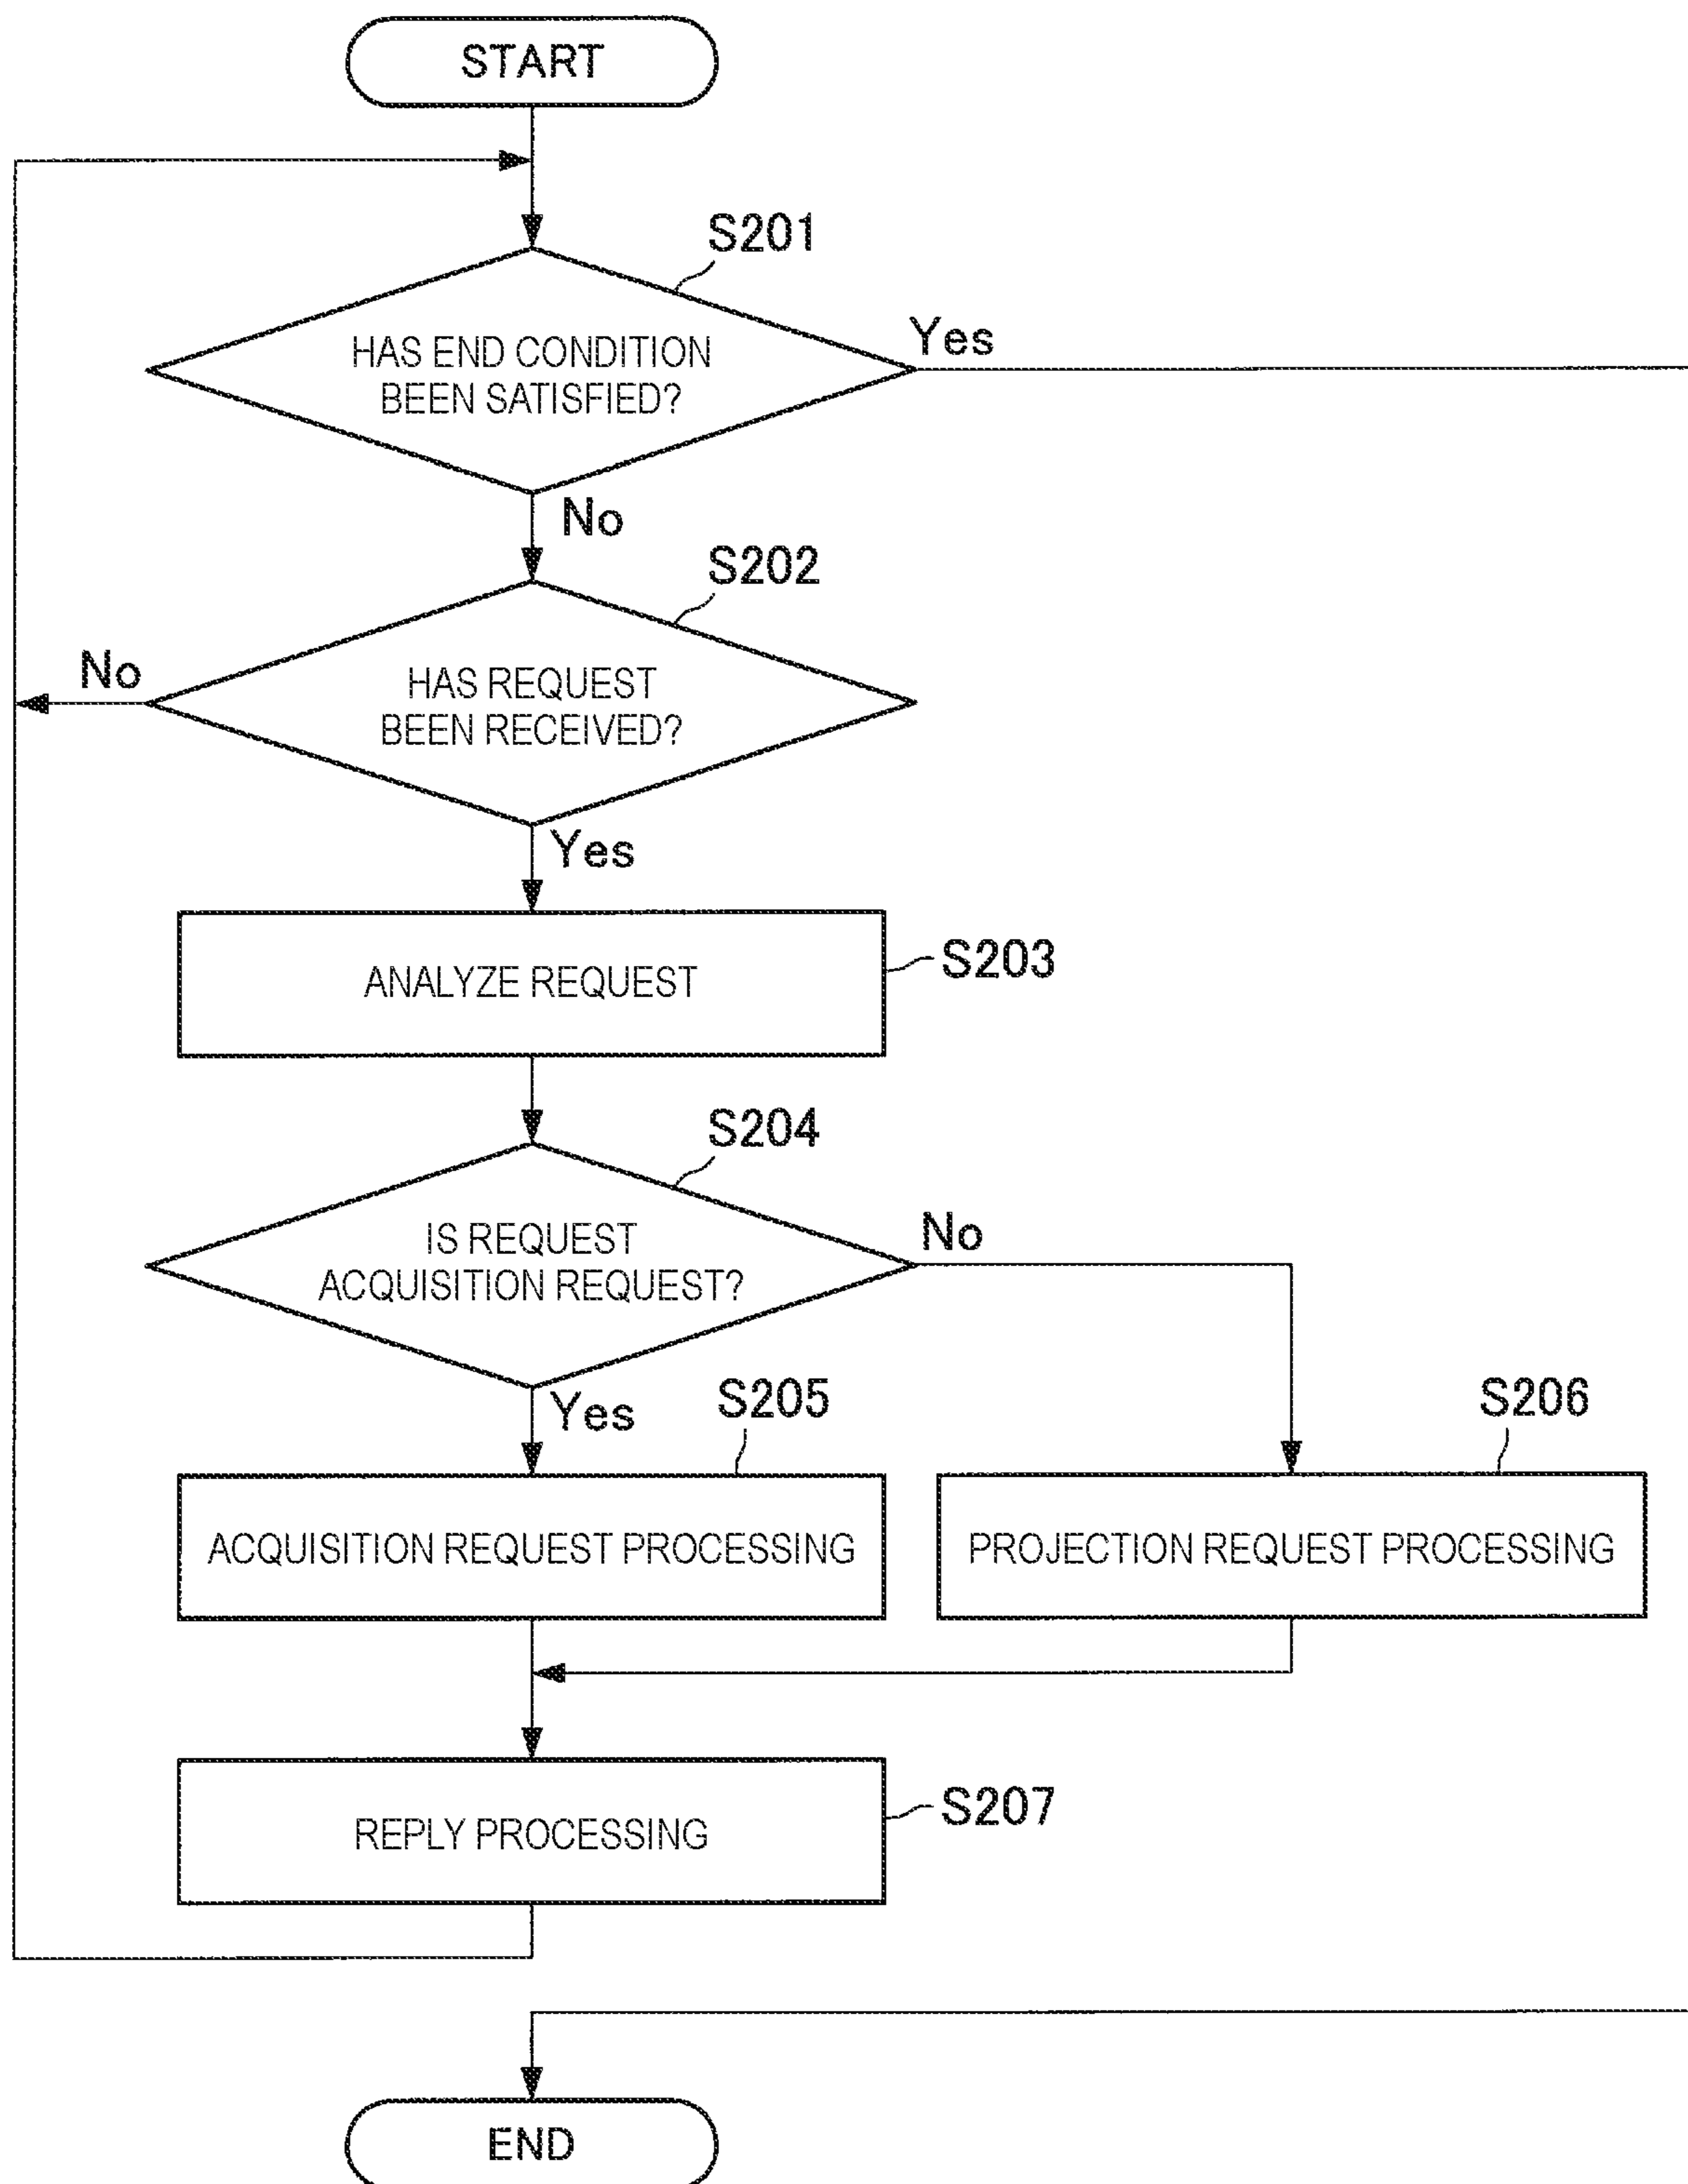 START
S201
HAS END CONDITION
BEEN SATISFIED?
Yes
No
S202
HAS REQUEST
BEEN RECEIVED?
No
Yes
ANALYZE REQUEST
S203
S204
IS REQUEST
ACQUISITION REQUEST?
No
Yes
S205
S206
ACQUISITION REQUEST PROCESSING
PROJECTION REQUEST PROCESSING
REPLY PROCESSING
S207
END